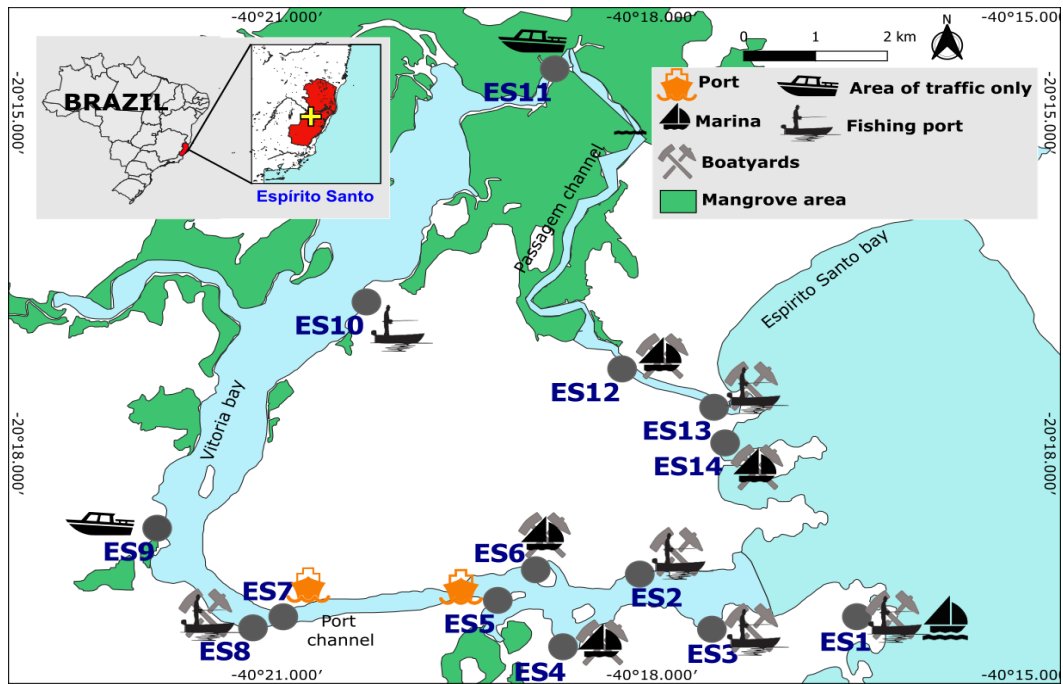 -40°21.000’
-40°18.000’
-40°15.000’
N
0 1 2 km
BRAZIL
Espírito Santo
Port
Area of traffic only
Marina
Fishing port
Boatyards
Mangrove area
-20°15.000’
-20°15.000’
ES11
Passagem channel
Espirito Santo bay
ES10
ES12
Vitoria bay
ES13
ES14
-20°18.000’
-20°18.000’
ES9
ES6
ES7
ES2
ES5
Port
channel
ES8
ES4
ES3
ES1
-40°21.000’
-40°18.000’
-40°15.000’